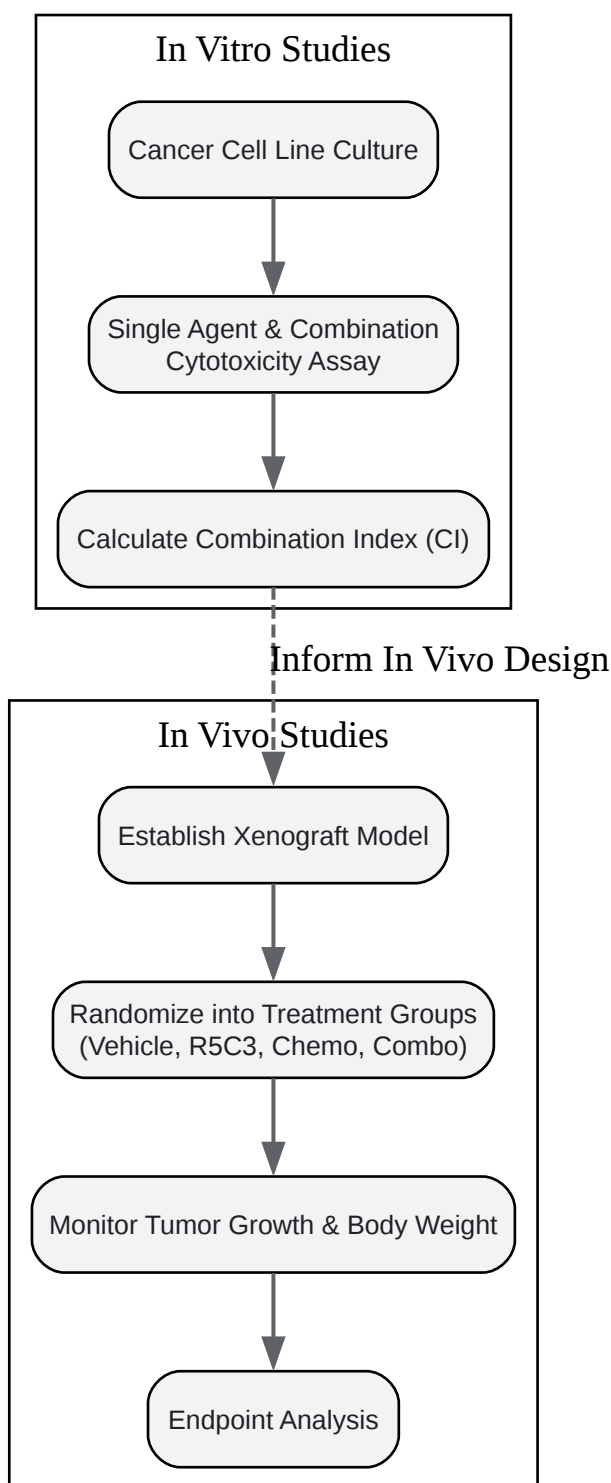 In Vitro Studies
Cancer Cell Line Culture
Single Agent & Combination
Cytotoxicity Assay
Calculate Combination Index (CI)
Inform In Vivo Design
In Vivo Studies
Establish Xenograft Model
Randomize into Treatment Groups
(Vehicle, R5C3, Chemo, Combo)
Monitor Tumor Growth & Body Weight
Endpoint Analysis